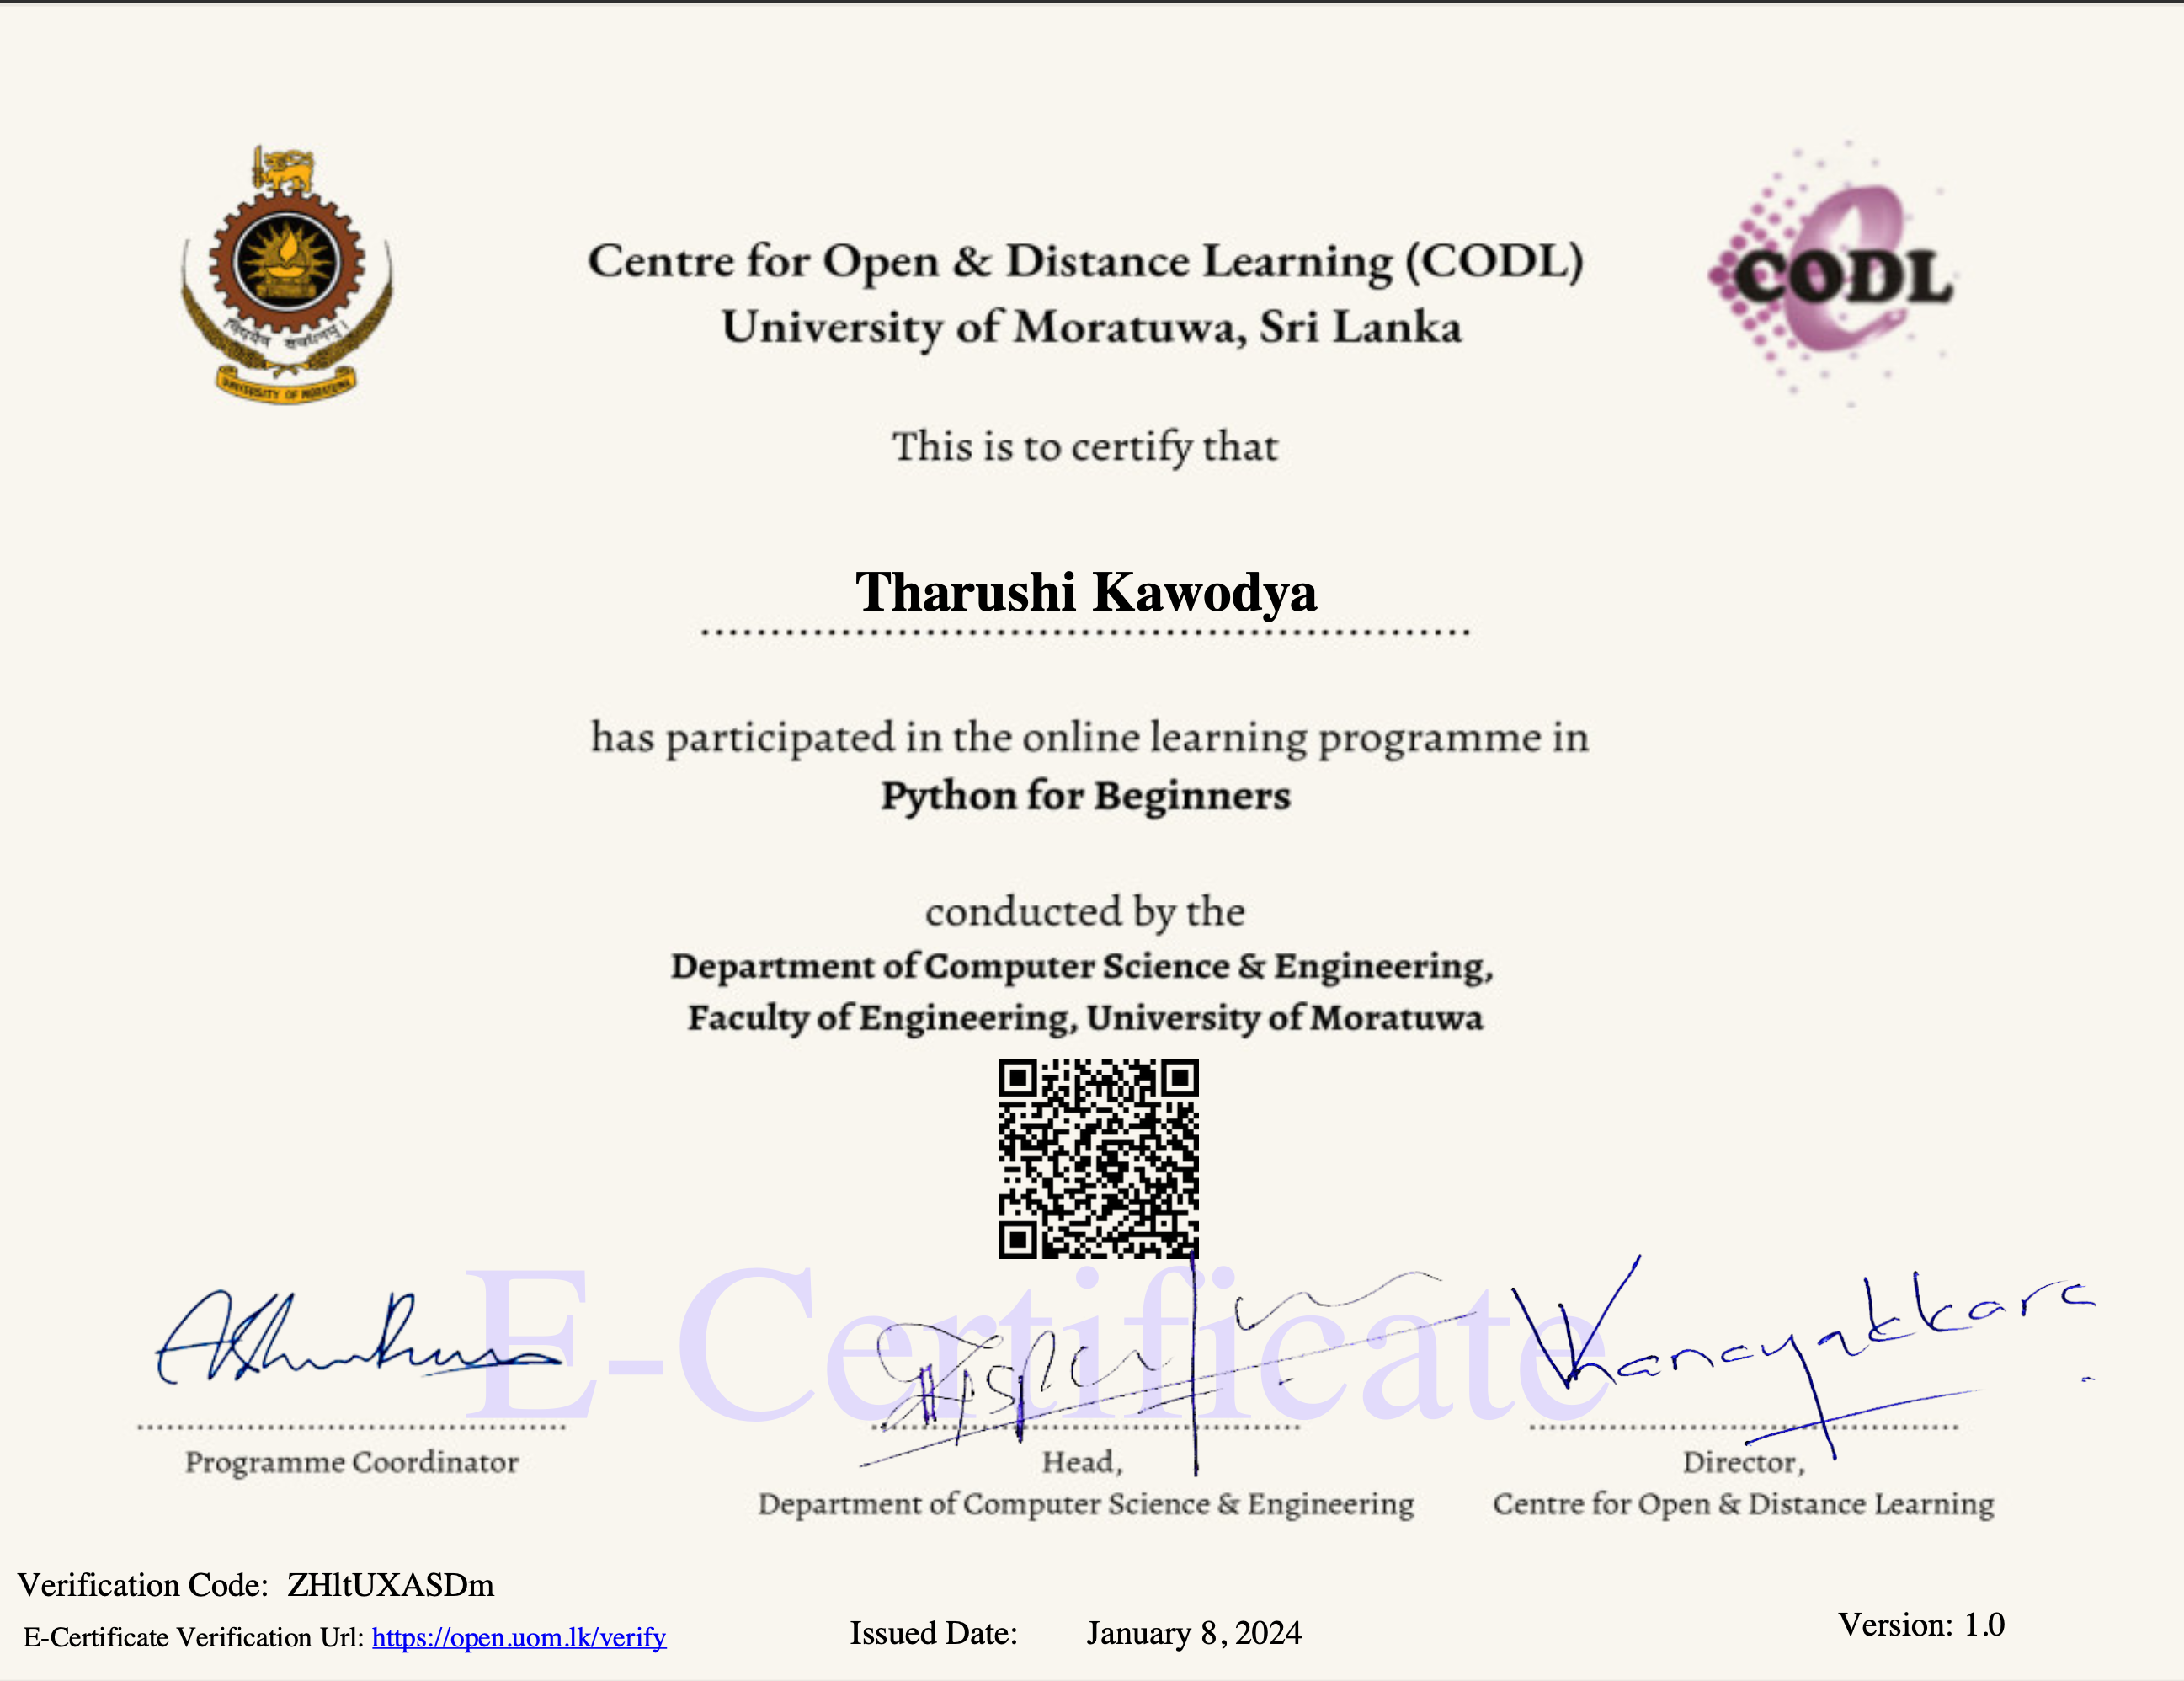 Centre for Open & Distance Learning (CODL)
University of Moratuwa, Sri Lanka
CODL
UNIVERSITY OF MORATUWA
This is to certify that
Tharushi Kawodya
has participated in the online learning programme in
Python for Beginners
conducted by the
Department of Computer Science & Engineering,
Faculty of Engineering, University of Moratuwa
E-Certificate
Programme Coordinator
Head,
Department of Computer Science & Engineering
Director,
Centre for Open & Distance Learning
Verification Code: ZHltUXASDm
E-Certificate Verification Url: https://open.uom.lk/verify
Issued Date: January 8, 2024
Version: 1.0